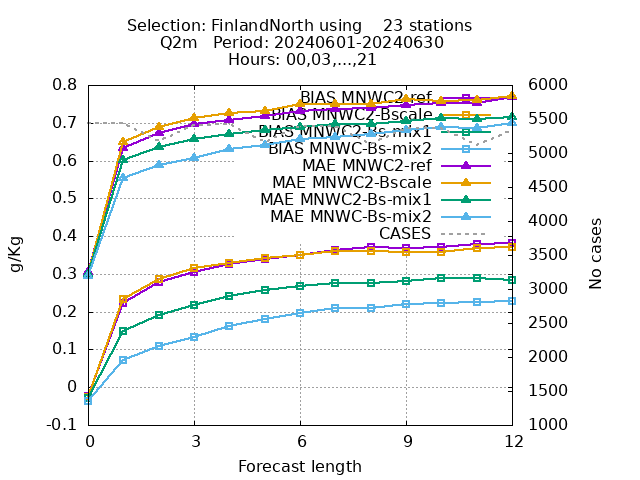 Selection: FinlandNorth using    23 stations
Q2m   Period: 20240601-20240630
Hours: 00,03,...,21
0.8
0.7
0.6
0.5
0.4
0.3
0.2
0.1
0
-0.1
g/Kg
BIAS MNWC2-ref
BIAS MNWC2-Bscale
BIAS MNWC2-Bs-mix1
BIAS MNWC-Bs-mix2
MAE MNWC2-ref
MAE MNWC2-Bscale
MAE MNWC2-Bs-mix1
MAE MNWC-Bs-mix2
CASES
6000
5500
5000
4500
4000
3500
3000
2500
2000
1500
1000
No cases
0 3 6 9 12
Forecast length